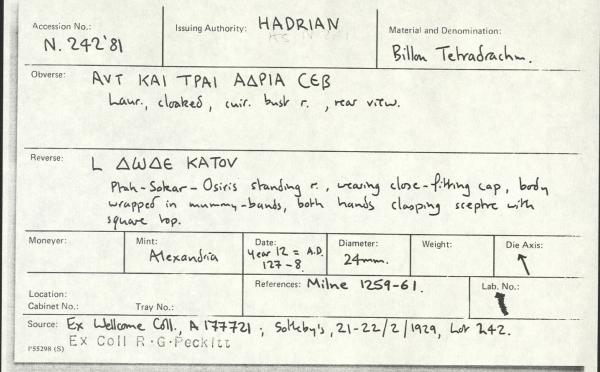 Accession No.:
N. 242'81
Issuing Authority: HADRIAN
Material and Denomination:
Billon Tetradrachm.
Obverse: ΑVΤ ΚΑΙ ΤΡΑΙ ΑΔΡΙΑ CΕΒ
Laur., cloaked, cuir. bust r., rear view.
Reverse: L ΔWΔΕ ΚΑΤΟV
Ptah-Sokar-Osiris standing r., wearing close-fitting cap, body
wrapped in mummy-bands, both hands clasping sceptre with
square top.
Moneyer:
Mint:
Alexandria
Date:
Year 12 = A.D.
127-8.
Diameter:
24mm.
Weight:
Die Axis:
↖
Location:
Cabinet No.: Tray No.:
References: Milne 1259-61.
Lab. No.:
Source: Ex Wellcome Coll., A 177721; Sotheby's, 21-22/2/1929, Lot 242.
P55298 (S) Ex Coll R.G.Peckitt